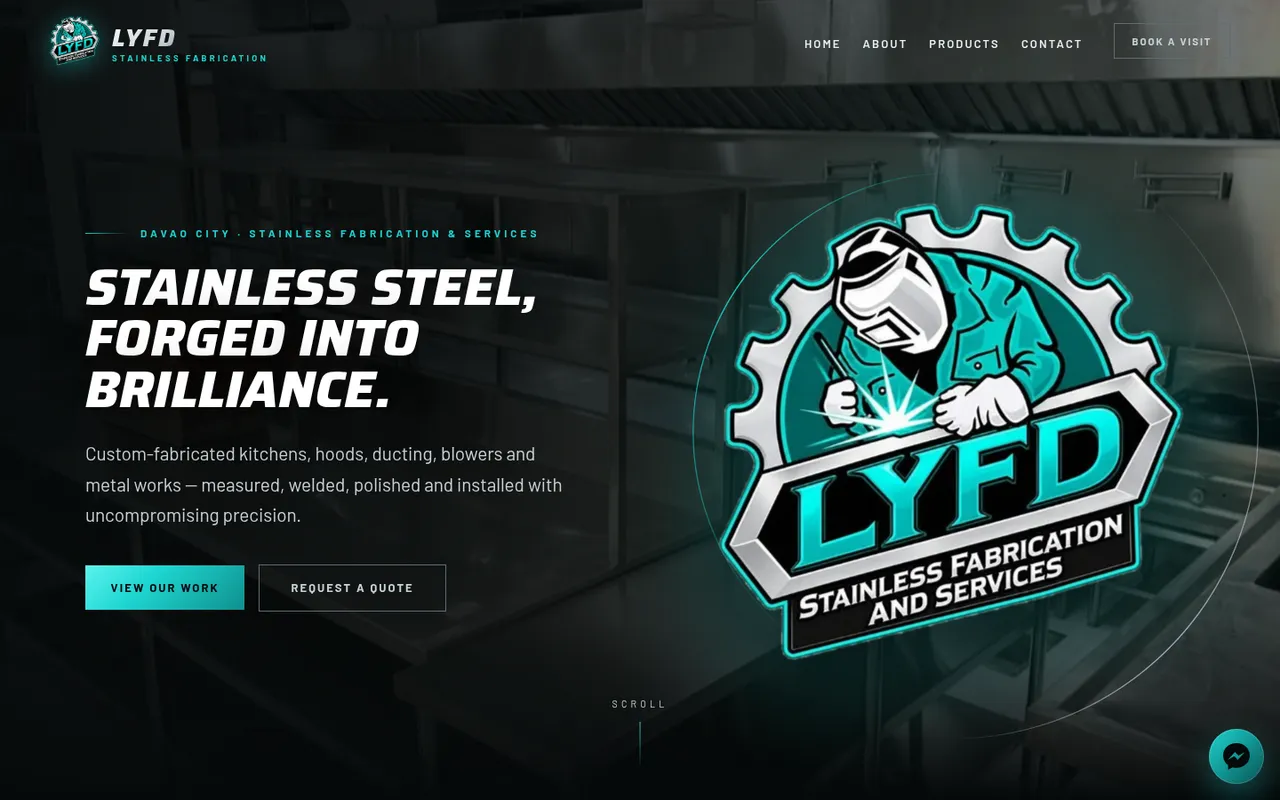 LYFD
STAINLESS FABRICATION
HOME
ABOUT
PRODUCTS
CONTACT
BOOK A VISIT
DAVAO CITY · STAINLESS FABRICATION & SERVICES
STAINLESS STEEL,
FORGED INTO
BRILLIANCE.
Custom-fabricated kitchens, hoods, ducting, blowers and
metal works — measured, welded, polished and installed with
uncompromising precision.
VIEW OUR WORK
REQUEST A QUOTE
LYFD
STAINLESS FABRICATION
AND SERVICES
SCROLL